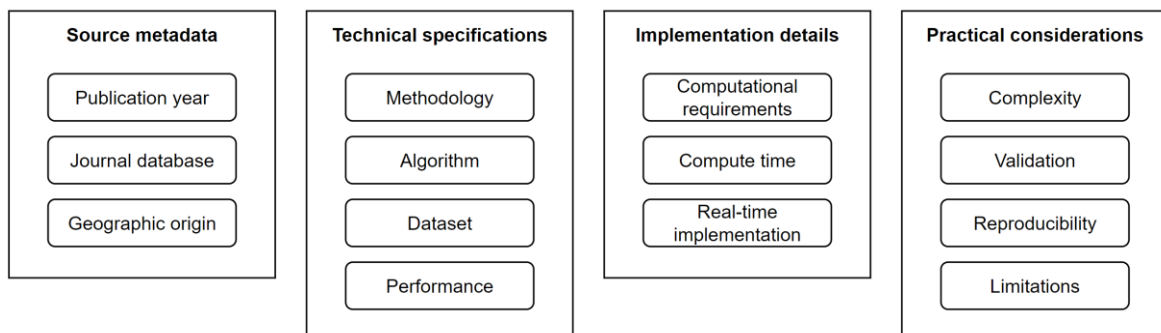 Source metadata
Publication year
Journal database
Geographic origin
Technical specifications
Methodology
Algorithm
Dataset
Performance
Implementation details
Computational
requirements
Compute time
Real-time
implementation
Practical considerations
Complexity
Validation
Reproducibility
Limitations